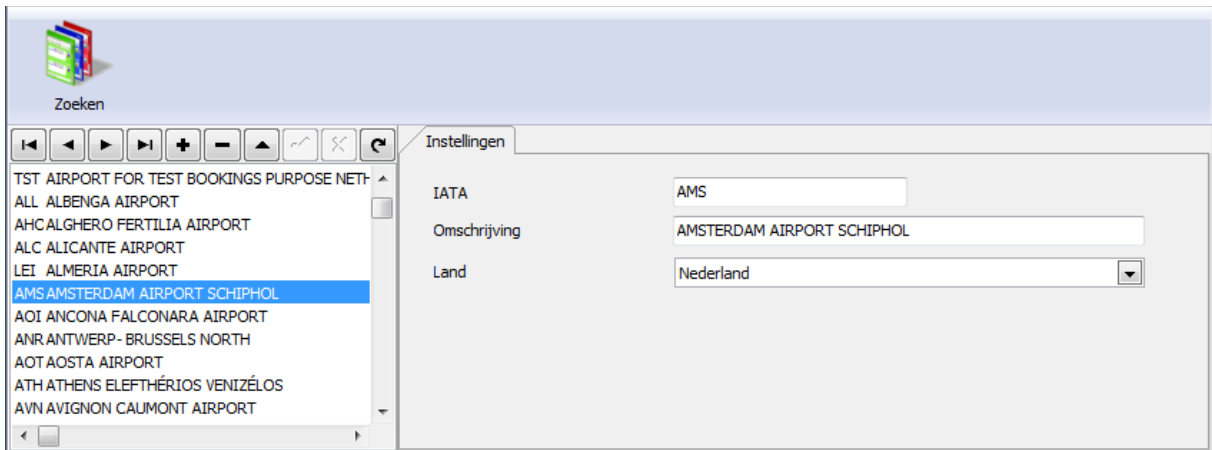 Zoeken
TST AIRPORT FOR TEST BOOKINGS PURPOSE NETH
ALL ALBENGA AIRPORT
AHC ALGHERO FERTILIA AIRPORT
ALC ALICANTE AIRPORT
LEI ALMERIA AIRPORT
AMS AMSTERDAM AIRPORT SCHIPHOL
AOI ANCONA FALCONARA AIRPORT
ANR ANTWERP- BRUSSELS NORTH
AOT AOSTA AIRPORT
ATH ATHENS ELEFTHÉRIOS VENIZÉLOS
AVN AVIGNON CAUMONT AIRPORT
Instellingen
IATA AMS
Omschrijving AMSTERDAM AIRPORT SCHIPHOL
Land Nederland